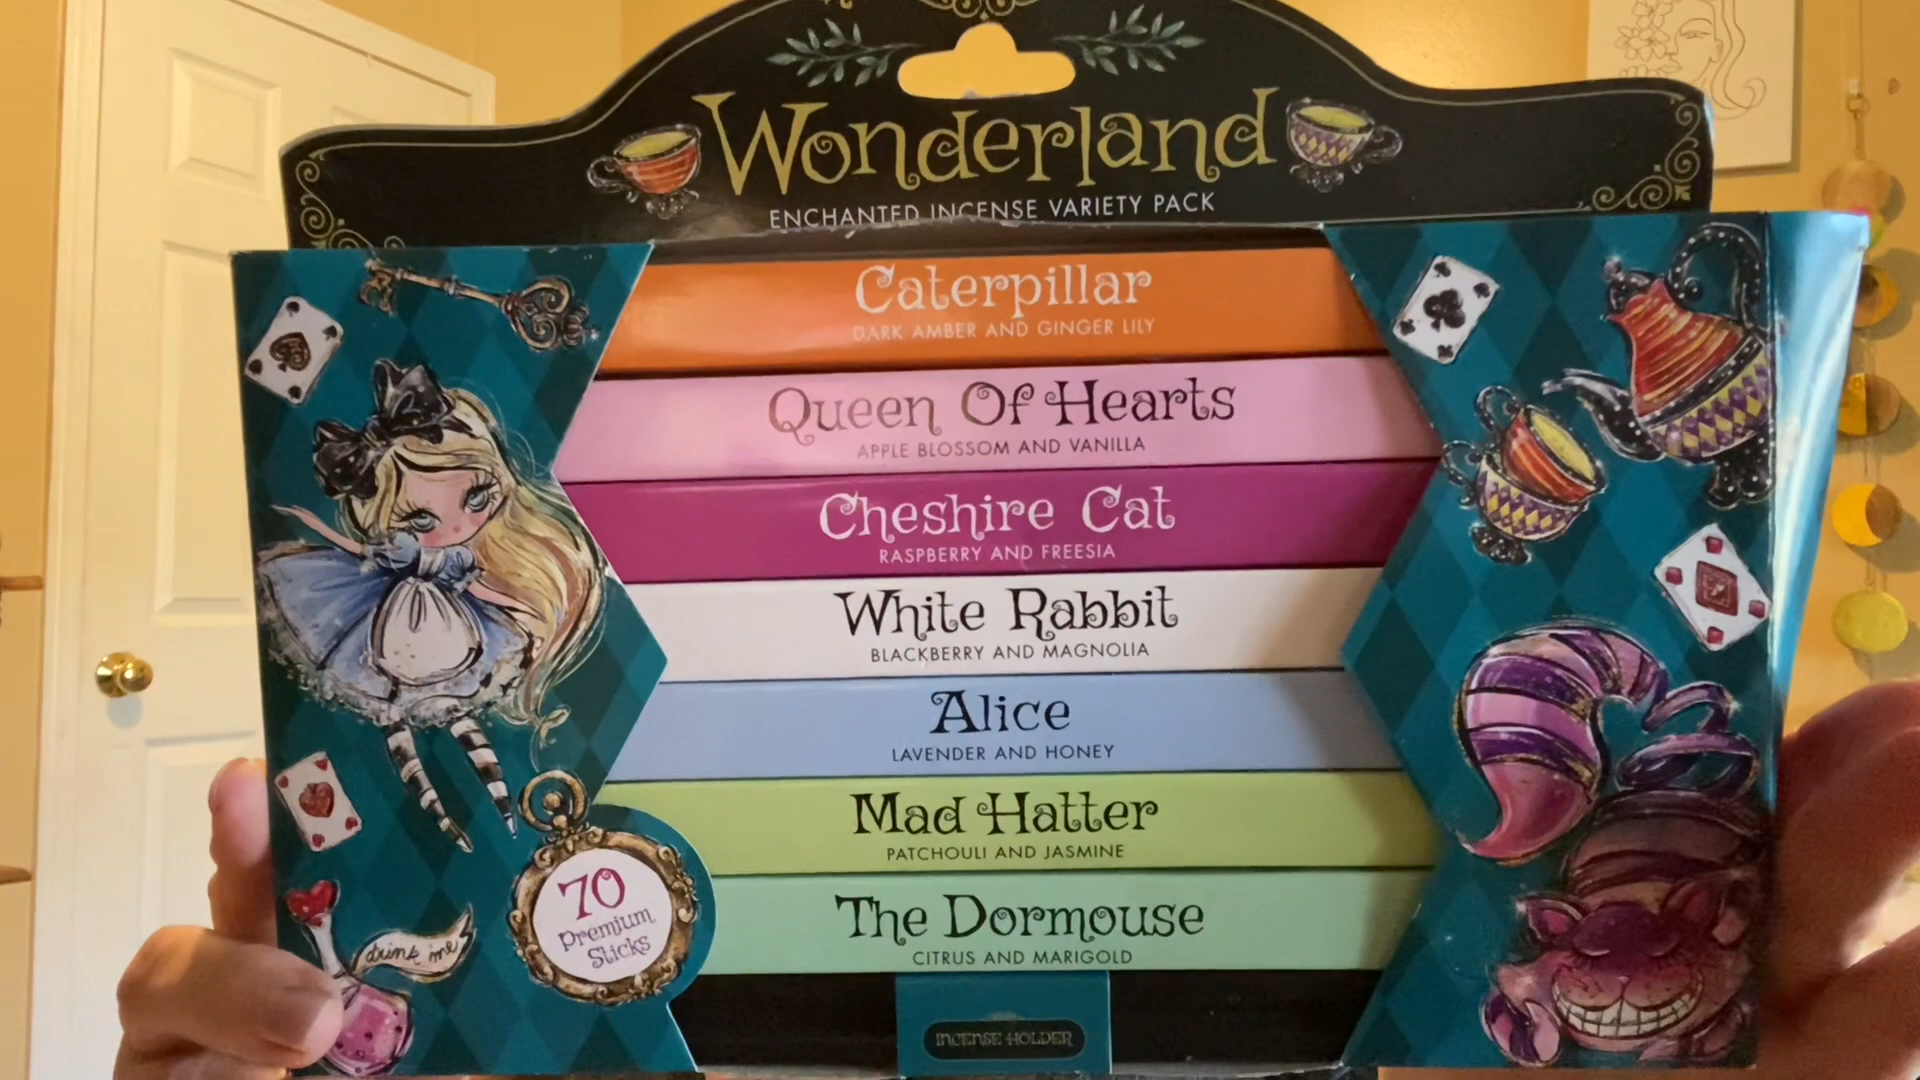 Wonderland
ENCHANTED INCENSE VARIETY PACK
Caterpillar
DARK AMBER AND GINGER LILY
Queen Of Hearts
APPLE BLOSSOM AND VANILLA
Cheshire Cat
RASPBERRY AND FREESIA
White Rabbit
BLACKBERRY AND MAGNOLIA
Alice
LAVENDER AND HONEY
Mad Hatter
PATCHOULI AND JASMINE
The Dormouse
CITRUS AND MARIGOLD
70
Premium
Sticks
drink me
INCENSE HOLDER